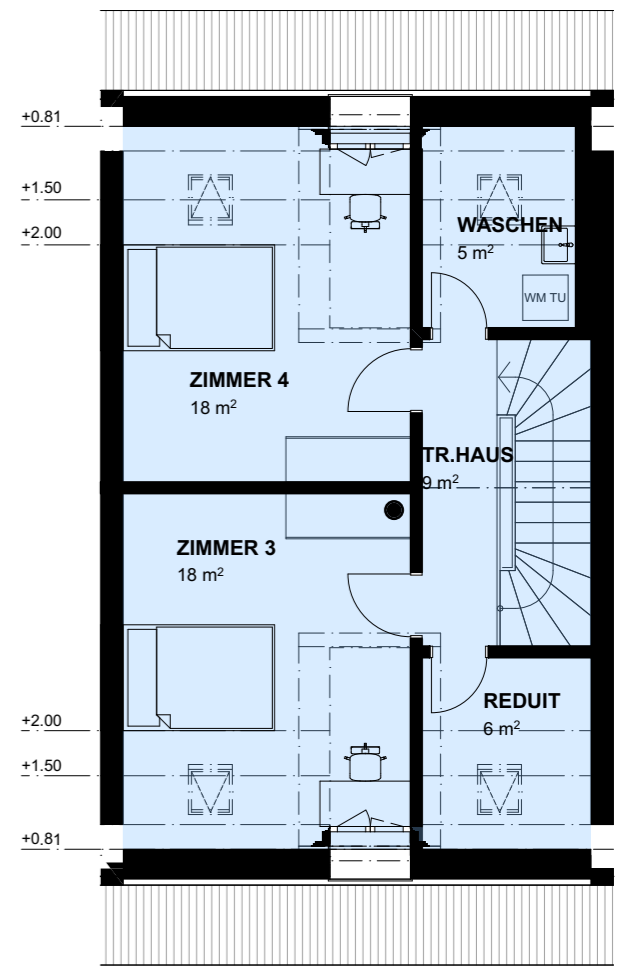 +0.81
+1.50
+2.00
WASCHEN
5 m²
WM TU
ZIMMER 4
18 m²
TR.HAUS
9 m²
ZIMMER 3
18 m²
REDUIT
6 m²
+2.00
+1.50
+0.81